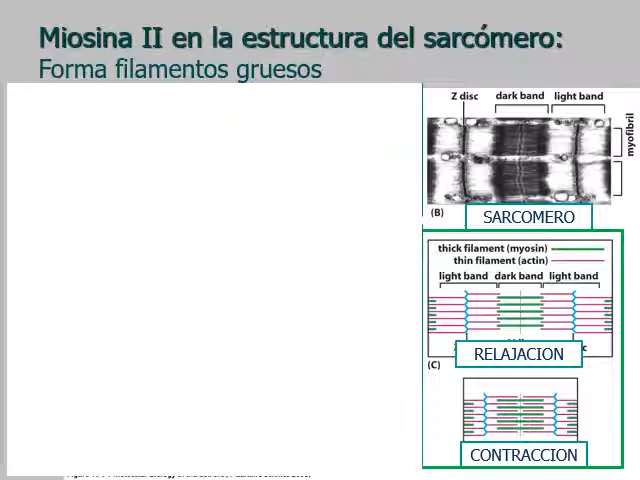 Miosina II en la estructura del sarcómero:
Forma filamentos gruesos
Z disc dark band light band
myofibril
(B)
SARCOMERO
thick filament (myosin)
thin filament (actin)
light band dark band light band
RELAJACION
(C)
CONTRACCION